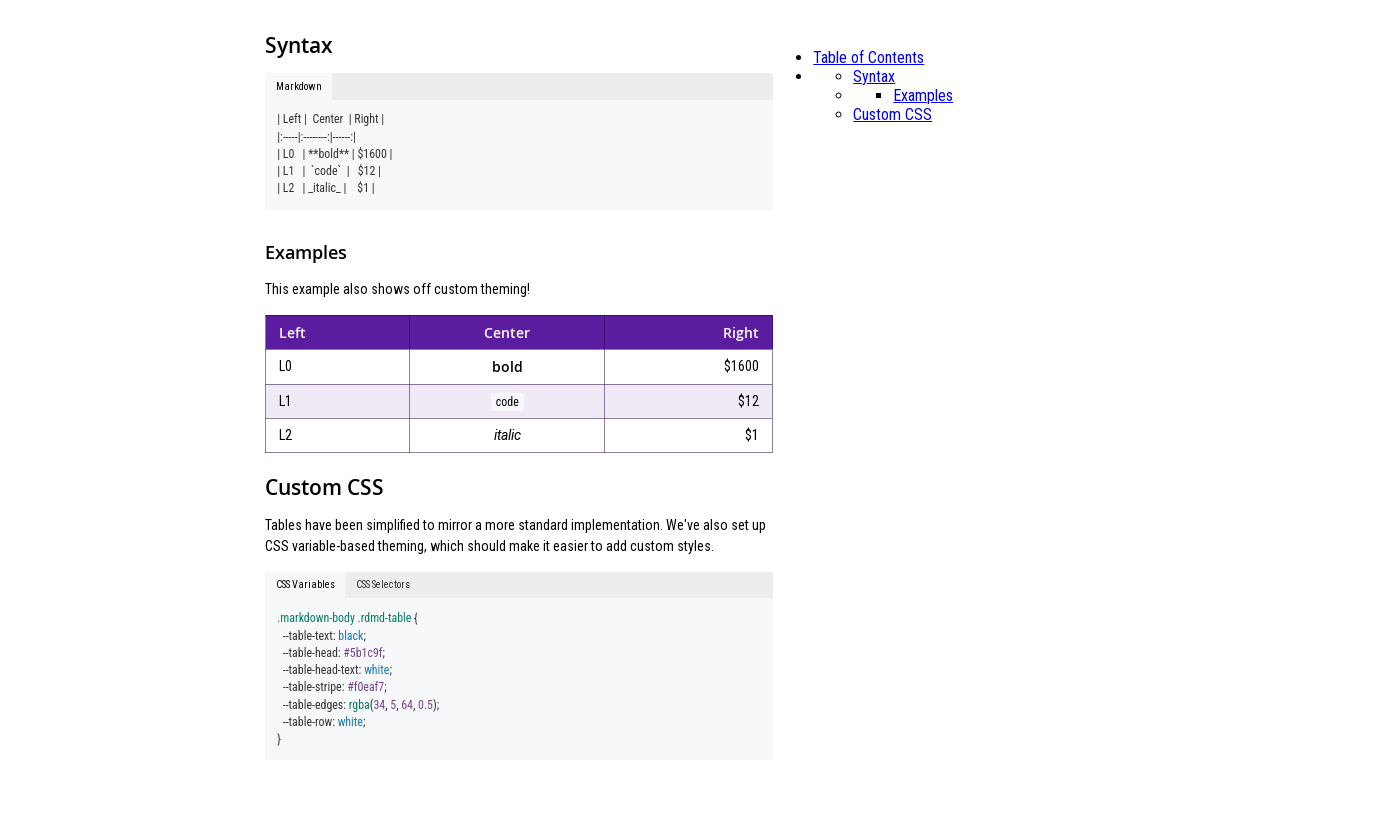 Syntax
Markdown
| Left |  Center  | Right |
|:-----|:--------:|------:|
| L0   | **bold** | $1600 |
| L1   |  `code`  |   $12 |
| L2   | _italic_ |    $1 |
Examples
This example also shows off custom theming!
Left Center Right
L0 bold $1600
L1 code $12
L2 italic $1
Custom CSS
Tables have been simplified to mirror a more standard implementation. We've also set up
CSS variable-based theming, which should make it easier to add custom styles.
CSS Variables CSS Selectors
.markdown-body .rdmd-table {
  --table-text: black;
  --table-head: #5b1c9f;
  --table-head-text: white;
  --table-stripe: #f0eaf7;
  --table-edges: rgba(34, 5, 64, 0.5);
  --table-row: white;
}
Table of Contents
Syntax
Examples
Custom CSS